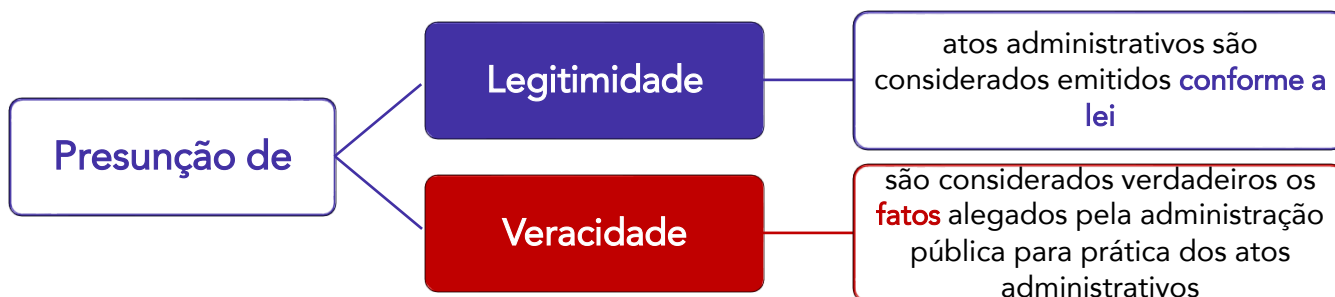 Presunção de
Legitimidade
atos administrativos são
considerados emitidos conforme a
lei
Veracidade
são considerados verdadeiros os
fatos alegados pela administração
pública para prática dos atos
administrativos